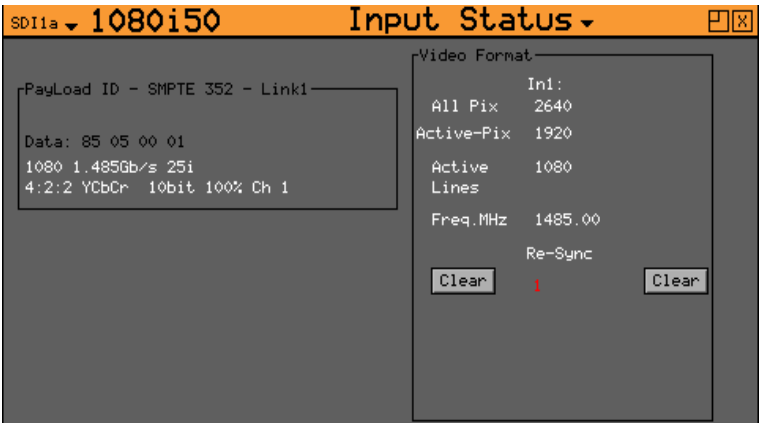 SDI1a 1080i50 Input Status
PayLoad ID - SMPTE 352 - Link1
Data: 85 05 00 01
1080 1.485Gb/s 25i
4:2:2 YCbCr 10bit 100% Ch 1
Video Format
In1:
All Pix 2640
Active-Pix 1920
Active 1080
Lines
Freq.MHz 1485.00
Re-Sync
Clear 1 Clear